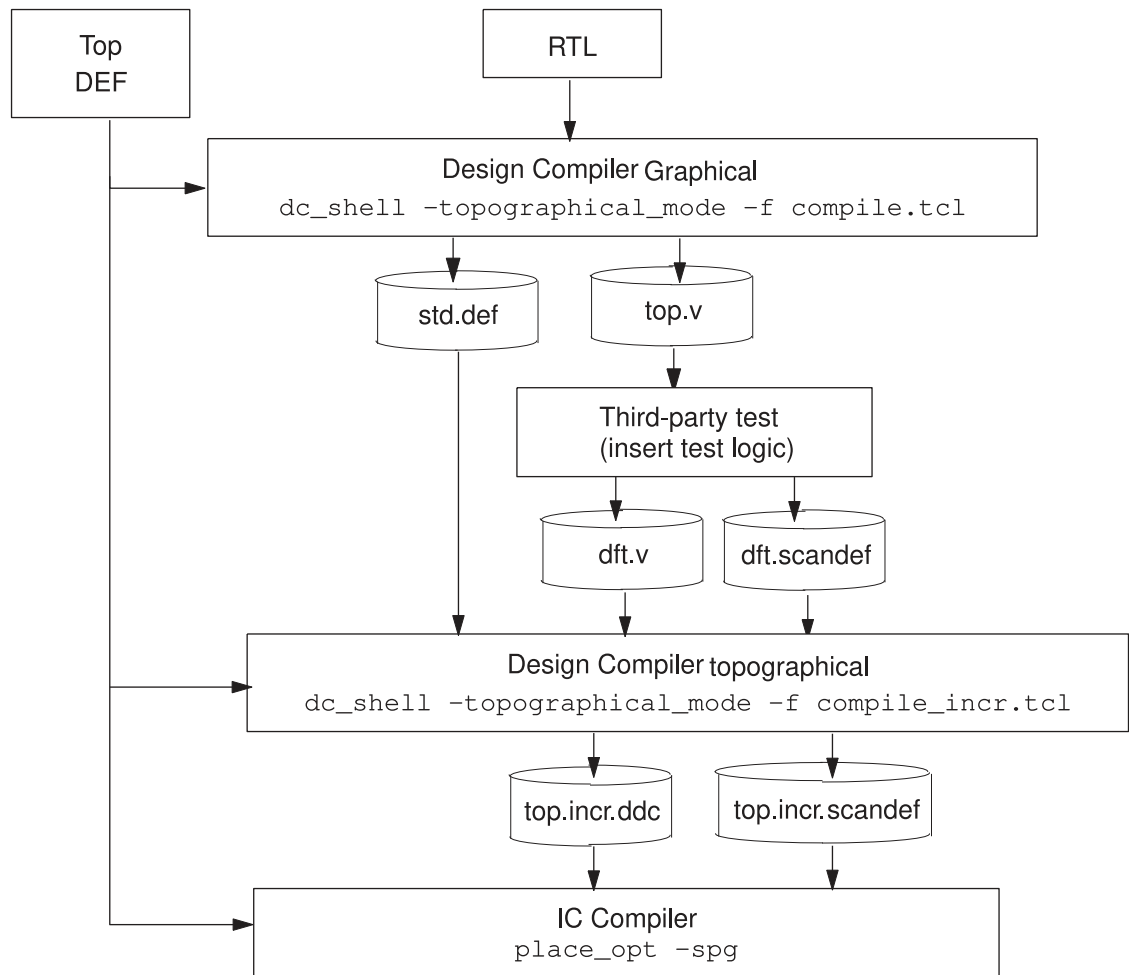 Top
DEF
RTL
Design Compiler Graphical
dc_shell –topographical_mode –f compile.tcl
std.def
top.v
Third-party test
(insert test logic)
dft.v
dft.scandef
Design Compiler topographical
dc_shell –topographical_mode –f compile_incr.tcl
top.incr.ddc
top.incr.scandef
IC Compiler
place_opt –spg